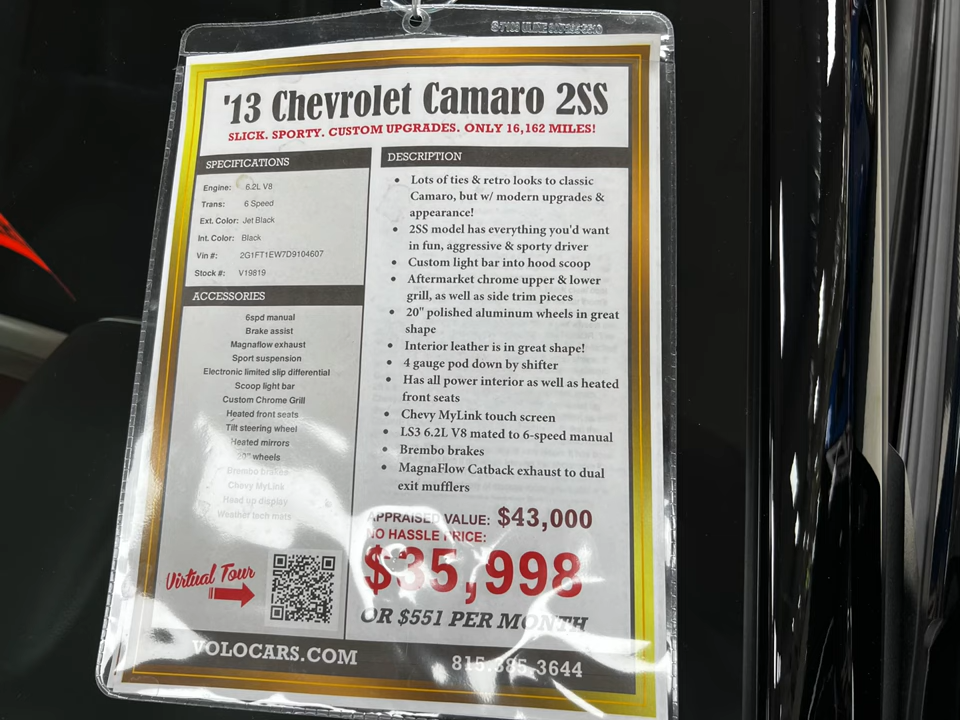 '13 Chevrolet Camaro 2SS
SLICK. SPORTY. CUSTOM UPGRADES. ONLY 16,162 MILES!
SPECIFICATIONS
Engine: 6.2L V8
Trans: 6 Speed
Ext. Color: Jet Black
Int. Color: Black
Vin #: 2G1FT1EW7D9104607
Stock #: V19819
ACCESSORIES
6spd manual
Brake assist
Magnaflow exhaust
Sport suspension
Electronic limited slip differential
Scoop light bar
Custom Chrome Grill
Heated front seats
Tilt steering wheel
Heated mirrors
20" wheels
Brembo brakes
Chevy MyLink
Head up display
Weather tech mats
Virtual Tour
DESCRIPTION
• Lots of ties & retro looks to classic
Camaro, but w/ modern upgrades &
appearance!
• 2SS model has everything you'd want
in fun, aggressive & sporty driver
• Custom light bar into hood scoop
• Aftermarket chrome upper & lower
grill, as well as side trim pieces
• 20" polished aluminum wheels in great
shape
• Interior leather is in great shape!
• 4 gauge pod down by shifter
• Has all power interior as well as heated
front seats
• Chevy MyLink touch screen
• LS3 6.2L V8 mated to 6-speed manual
• Brembo brakes
• MagnaFlow Catback exhaust to dual
exit mufflers
APPRAISED VALUE: $43,000
NO HASSLE PRICE:
$35,998
OR $551 PER MONTH
VOLOCARS.COM
815.385.3644